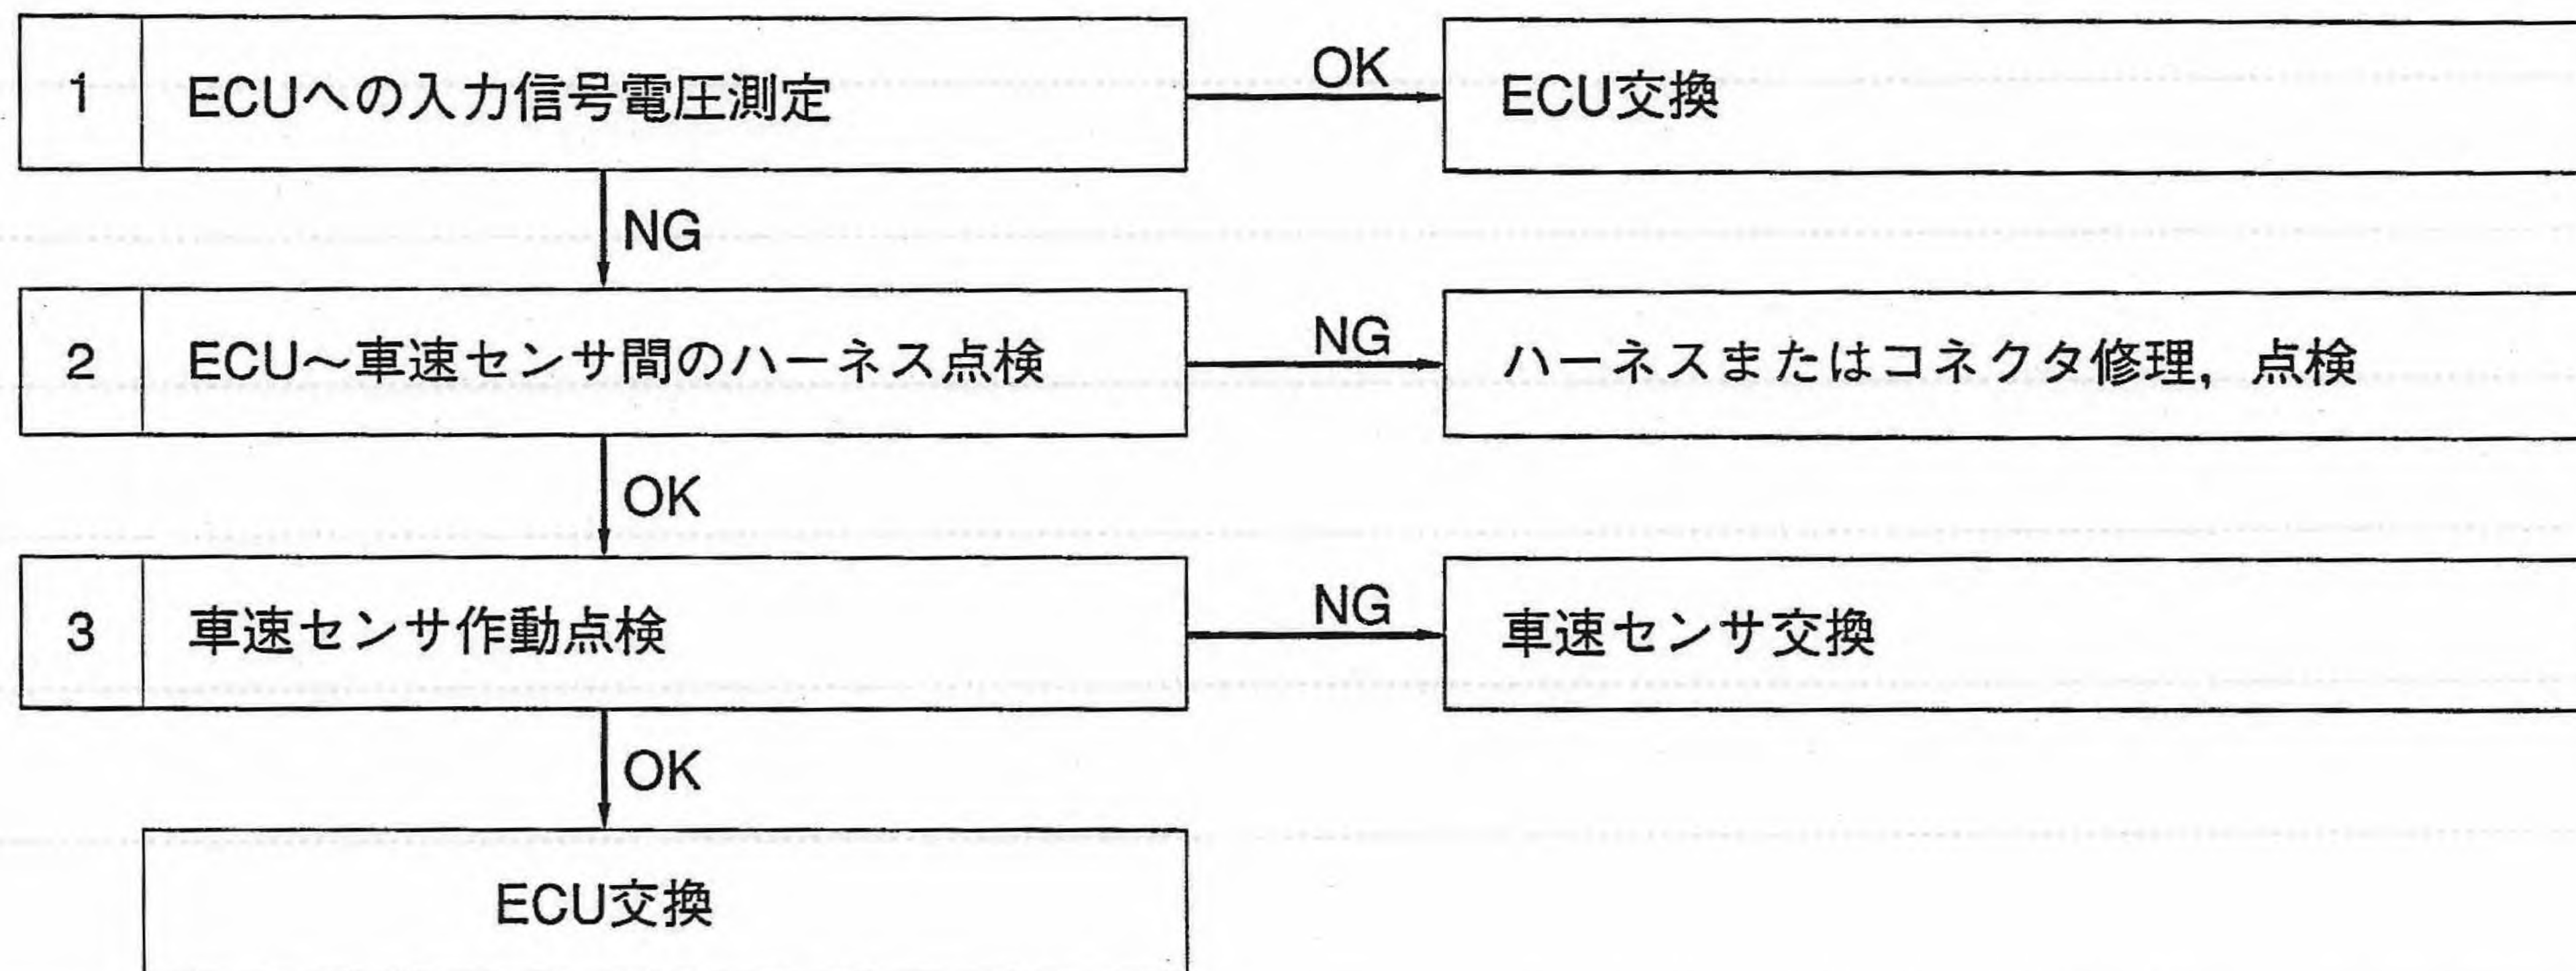 1 ECUへの入力信号電圧測定 OK ECU交換
NG
2 ECU～車速センサ間のハーネス点検 NG ハーネスまたはコネクタ修理，点検
OK
3 車速センサ作動点検 NG 車速センサ交換
OK
ECU交換